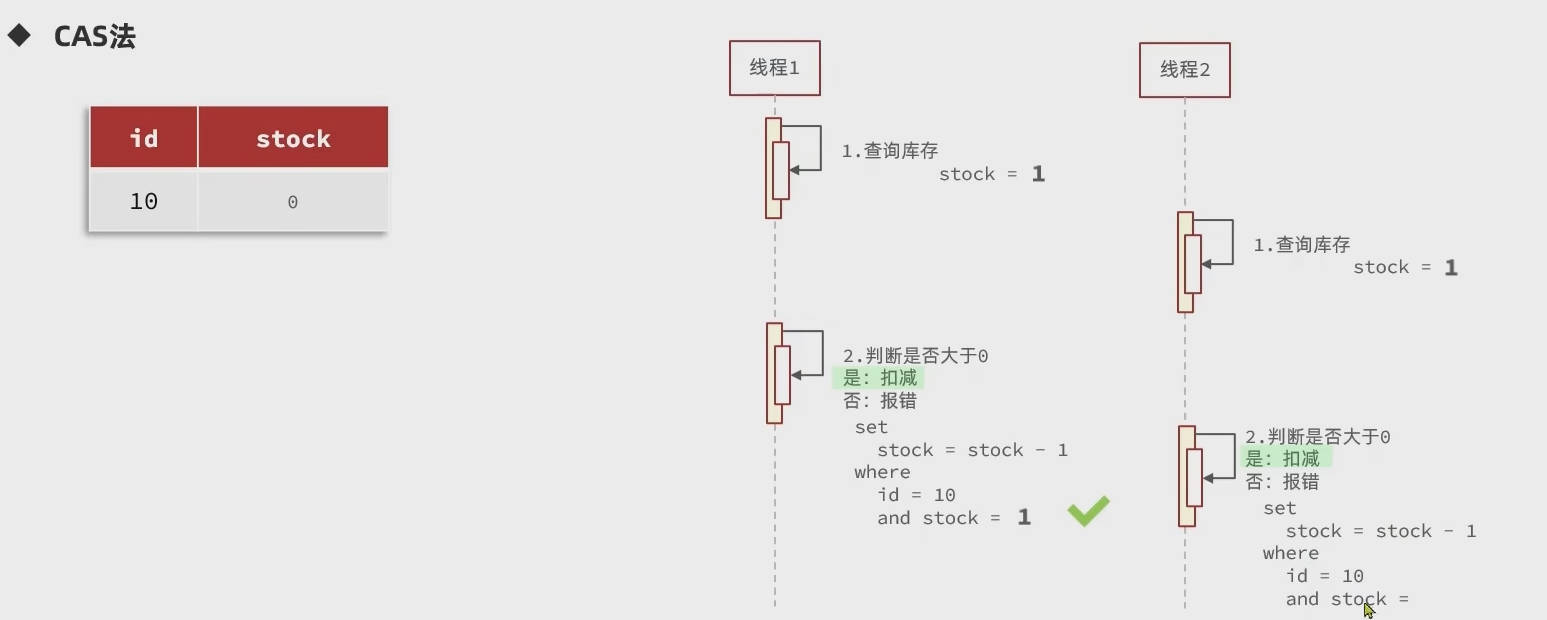 CAS法
id stock
10 0
线程1
1.查询库存
stock = 1
2.判断是否大于0
是: 扣减
否: 报错
set
stock = stock - 1
where
id = 10
and stock = 1
线程2
1.查询库存
stock = 1
2.判断是否大于0
是: 扣减
否: 报错
set
stock = stock - 1
where
id = 10
and stock =